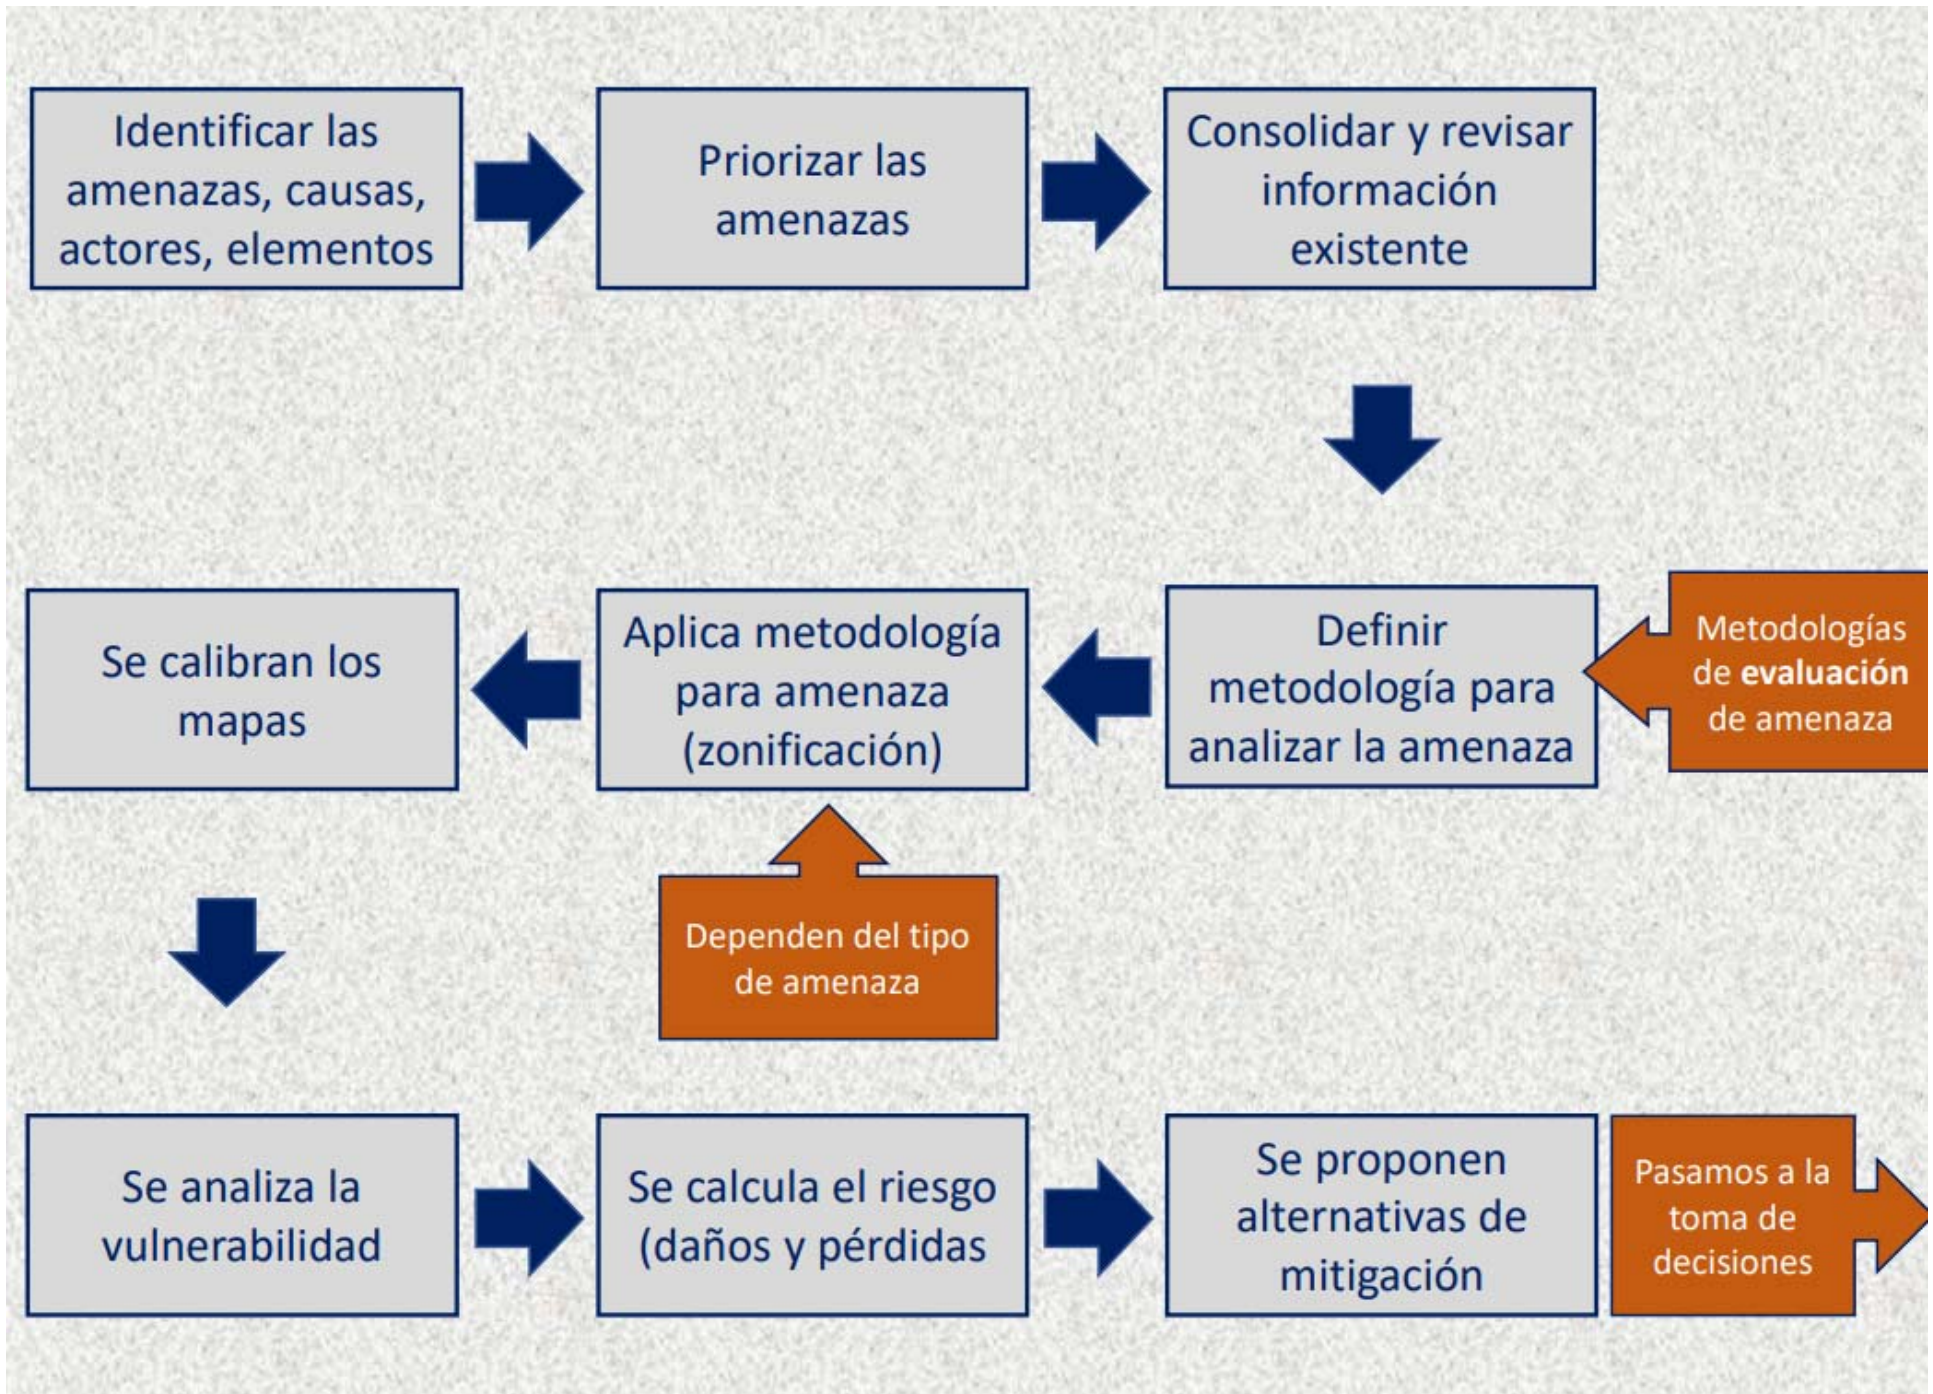 Identificar las
amenazas, causas,
actores, elementos
Priorizar las
amenazas
Consolidar y revisar
información
existente
Definir
metodología para
analizar la amenaza
Metodologías
de evaluación
de amenaza
Aplica metodología
para amenaza
(zonificación)
Dependen del tipo
de amenaza
Se calibran los
mapas
Se analiza la
vulnerabilidad
Se calcula el riesgo
(daños y pérdidas
Se proponen
alternativas de
mitigación
Pasamos a la
toma de
decisiones